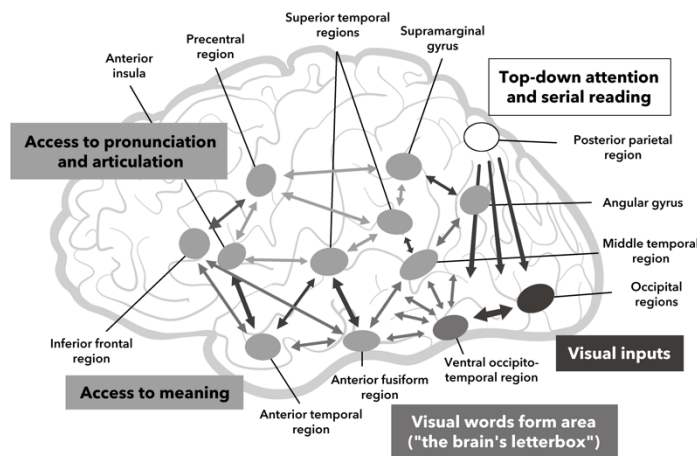 Superior temporal
regions
Supramarginal
gyrus
Precentral
region
Anterior
insula
Top-down attention
and serial reading
Access to pronunciation
and articulation
Posterior parietal
region
Angular gyrus
Middle temporal
region
Occipital
regions
Inferior frontal
region
Visual inputs
Ventral occipito-
temporal region
Anterior fusiform
region
Access to meaning
Anterior temporal
region
Visual words form area
("the brain's letterbox")